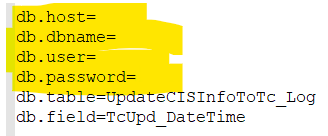 db.host=
db.dbname=
db.user=
db.password=
db.table=UpdateCISInfoToTc_Log
db.field=TcUpd_DateTime